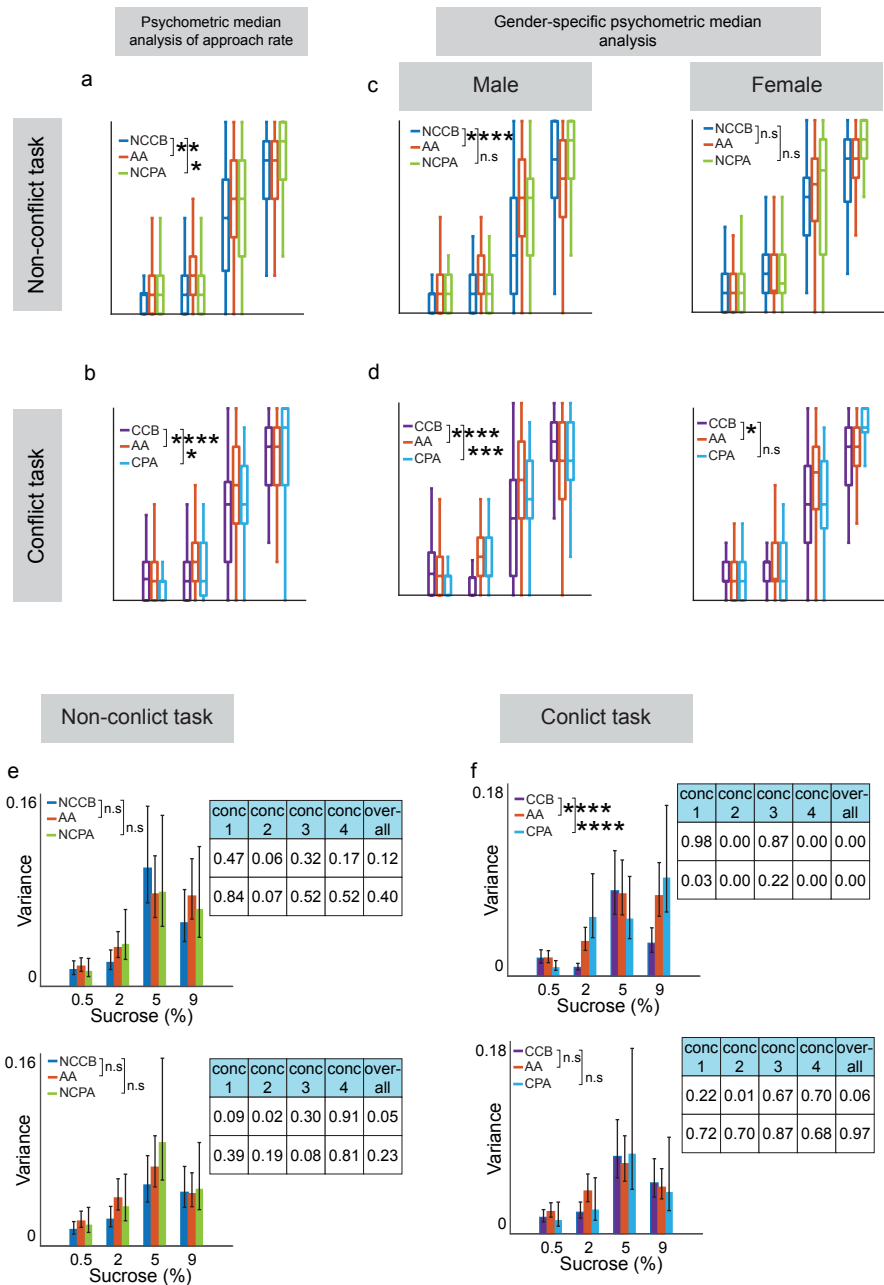 Psychometric median
analysis of approach rate
Gender-specific psychometric median
analysis
a
c
Male
Female
Non-conflict task
NCCB
AA
NCPA
**
*
NCCB
AA
NCPA
****
n.s
NCCB
AA
NCPA
n.s
n.s
b
d
Conflict task
CCB
AA
CPA
****
*
CCB
AA
CPA
****
***
CCB
AA
CPA
*
n.s
Non-conlict task
Conlict task
e
0.16
Variance
0
NCCB
AA
NCPA
n.s
n.s
0.5 2 5 9
Sucrose (%)
conc 1 conc 2 conc 3 conc 4 over-all
0.47 0.06 0.32 0.17 0.12
0.84 0.07 0.52 0.52 0.40
f
0.18
Variance
0
CCB
AA
CPA
****
****
0.5 2 5 9
Sucrose (%)
conc 1 conc 2 conc 3 conc 4 over-all
0.98 0.00 0.87 0.00 0.00
0.03 0.00 0.22 0.00 0.00
0.16
Variance
0
NCCB
AA
NCPA
n.s
n.s
0.5 2 5 9
Sucrose (%)
conc 1 conc 2 conc 3 conc 4 over-all
0.09 0.02 0.30 0.91 0.05
0.39 0.19 0.08 0.81 0.23
0.18
Variance
0
CCB
AA
CPA
n.s
n.s
0.5 2 5 9
Sucrose (%)
conc 1 conc 2 conc 3 conc 4 over-all
0.22 0.01 0.67 0.70 0.06
0.72 0.70 0.87 0.68 0.97